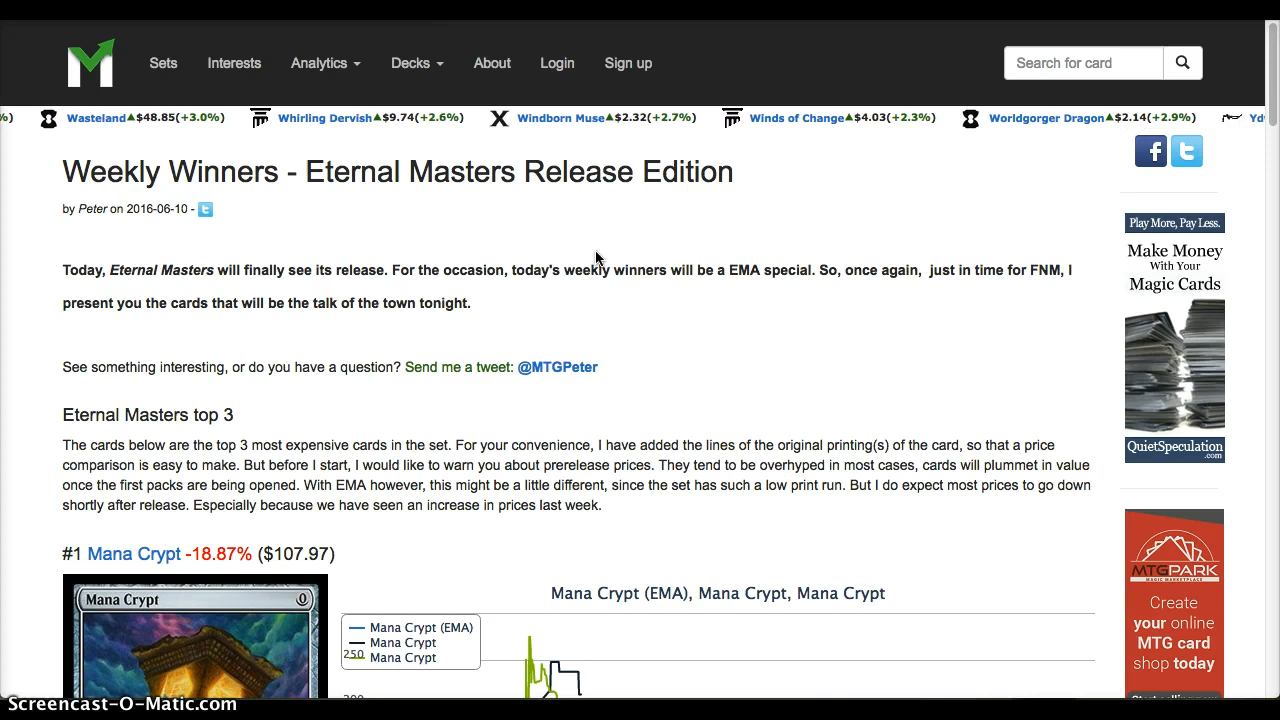 Sets Interests Analytics Decks About Login Sign up Search for card
%) Wasteland▲$48.85(+3.0%) Whirling Dervish▲$9.74(+2.6%) Windborn Muse▲$2.32(+2.7%) Winds of Change▲$4.03(+2.3%) Worldgorger Dragon▲$2.14(+2.9%) Yd
Weekly Winners - Eternal Masters Release Edition
by Peter on 2016-06-10 -
Today, Eternal Masters will finally see its release. For the occasion, today's weekly winners will be a EMA special. So, once again, just in time for FNM, I
present you the cards that will be the talk of the town tonight.
See something interesting, or do you have a question? Send me a tweet: @MTGPeter
Eternal Masters top 3
The cards below are the top 3 most expensive cards in the set. For your convenience, I have added the lines of the original printing(s) of the card, so that a price
comparison is easy to make. But before I start, I would like to warn you about prerelease prices. They tend to be overhyped in most cases, cards will plummet in value
once the first packs are being opened. With EMA however, this might be a little different, since the set has such a low print run. But I do expect most prices to go down
shortly after release. Especially because we have seen an increase in prices last week.
#1 Mana Crypt -18.87% ($107.97)
Mana Crypt 0
Mana Crypt (EMA), Mana Crypt, Mana Crypt
Mana Crypt (EMA)
Mana Crypt
Mana Crypt
250
Play More, Pay Less.
Make Money
With Your
Magic Cards
QuietSpeculation
.com
MTGPARK
MAGIC MARKETPLACE
Create
your online
MTG card
shop today
Start selling now
Screencast-O-Matic.com